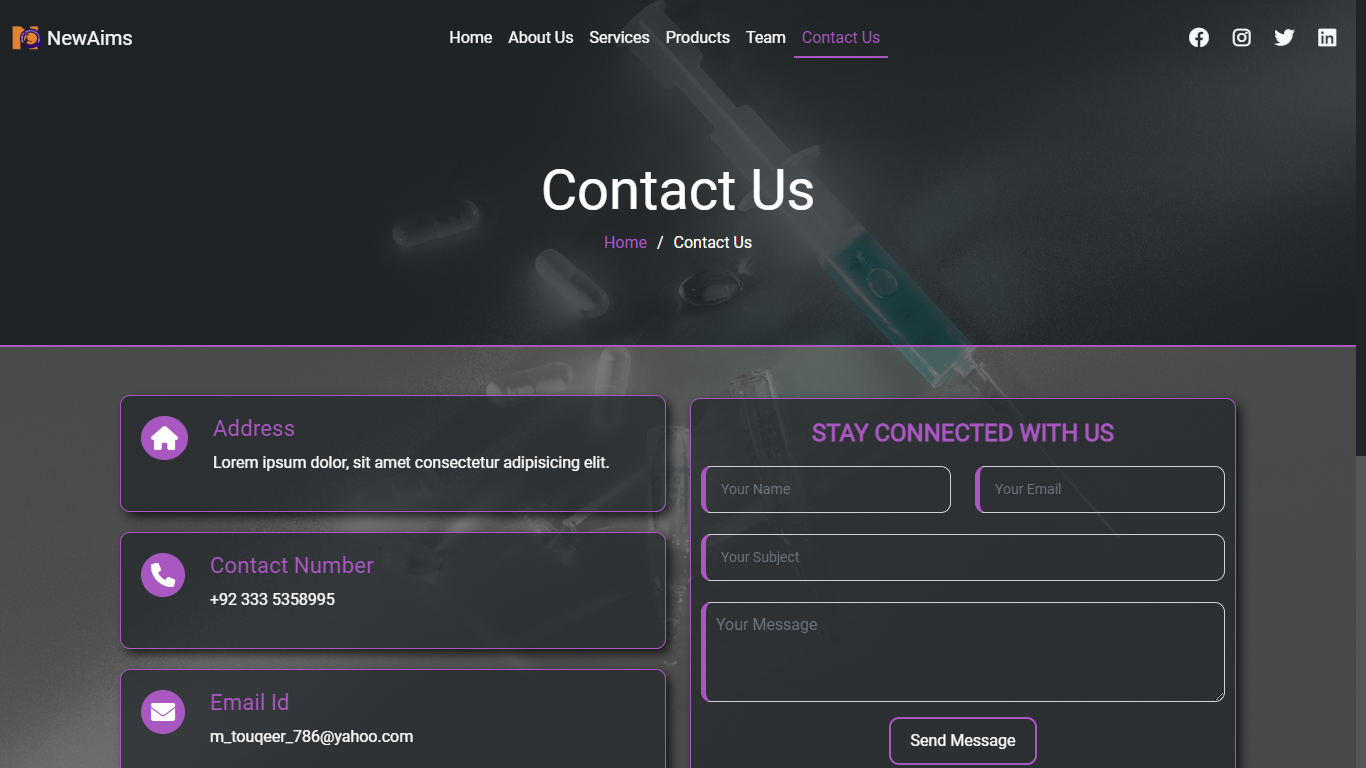 NewAims
Home About Us Services Products Team Contact Us
Contact Us
Home / Contact Us
Address
Lorem ipsum dolor, sit amet consectetur adipisicing elit.
Contact Number
+92 333 5358995
Email Id
m_touqeer_786@yahoo.com
STAY CONNECTED WITH US
Your Name
Your Email
Your Subject
Your Message
Send Message